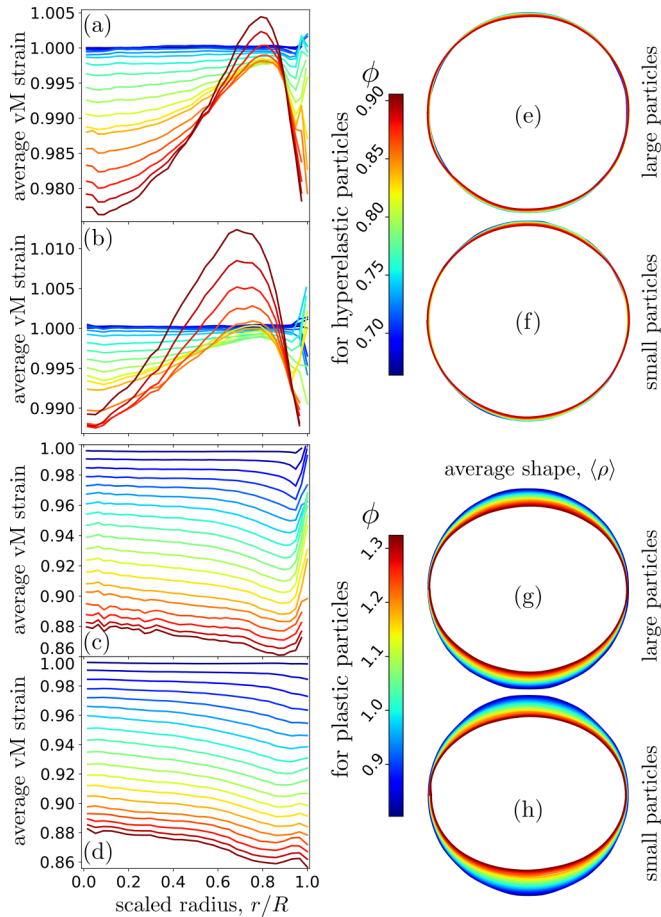 (a)
average vM strain
1.005
1.000
0.995
0.990
0.985
0.980
(b)
average vM strain
1.010
1.005
1.000
0.995
0.990
(c)
average vM strain
1.00
0.98
0.96
0.94
0.92
0.90
0.88
0.86
(d)
average vM strain
1.00
0.98
0.96
0.94
0.92
0.90
0.88
0.86
0.0 0.2 0.4 0.6 0.8 1.0
scaled radius, r/R
ϕ
for hyperelastic particles
0.90
0.85
0.80
0.75
0.70
(e)
large particles
(f)
small particles
average shape, ⟨ρ⟩
ϕ
for plastic particles
1.3
1.2
1.1
1.0
0.9
(g)
large particles
(h)
small particles